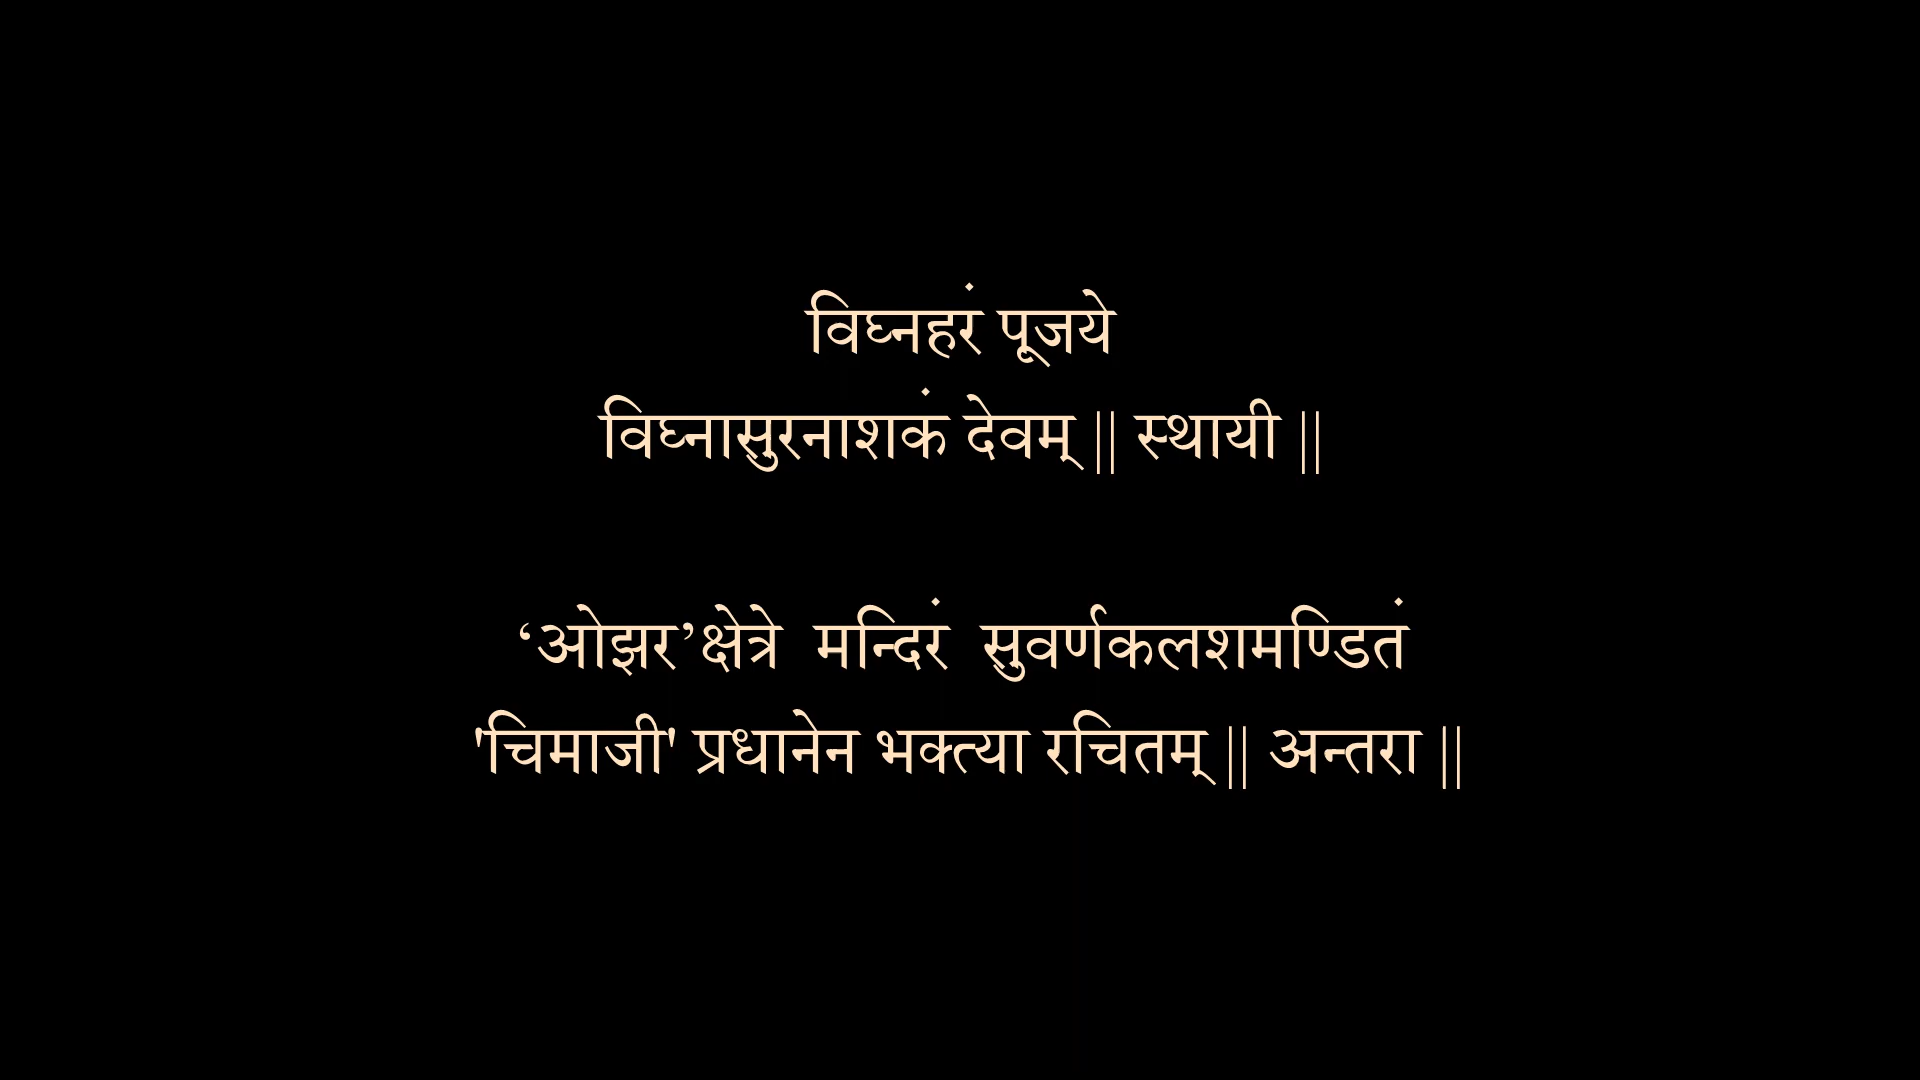 विघ्नहरं पूजये
विघ्नासुरनाशकं देवम् || स्थायी ||
‘ओझर’क्षेत्रे मन्दिरं सुवर्णकलशमण्डितं
'चिमाजी' प्रधानेन भक्त्या रचितम् || अन्तरा ||